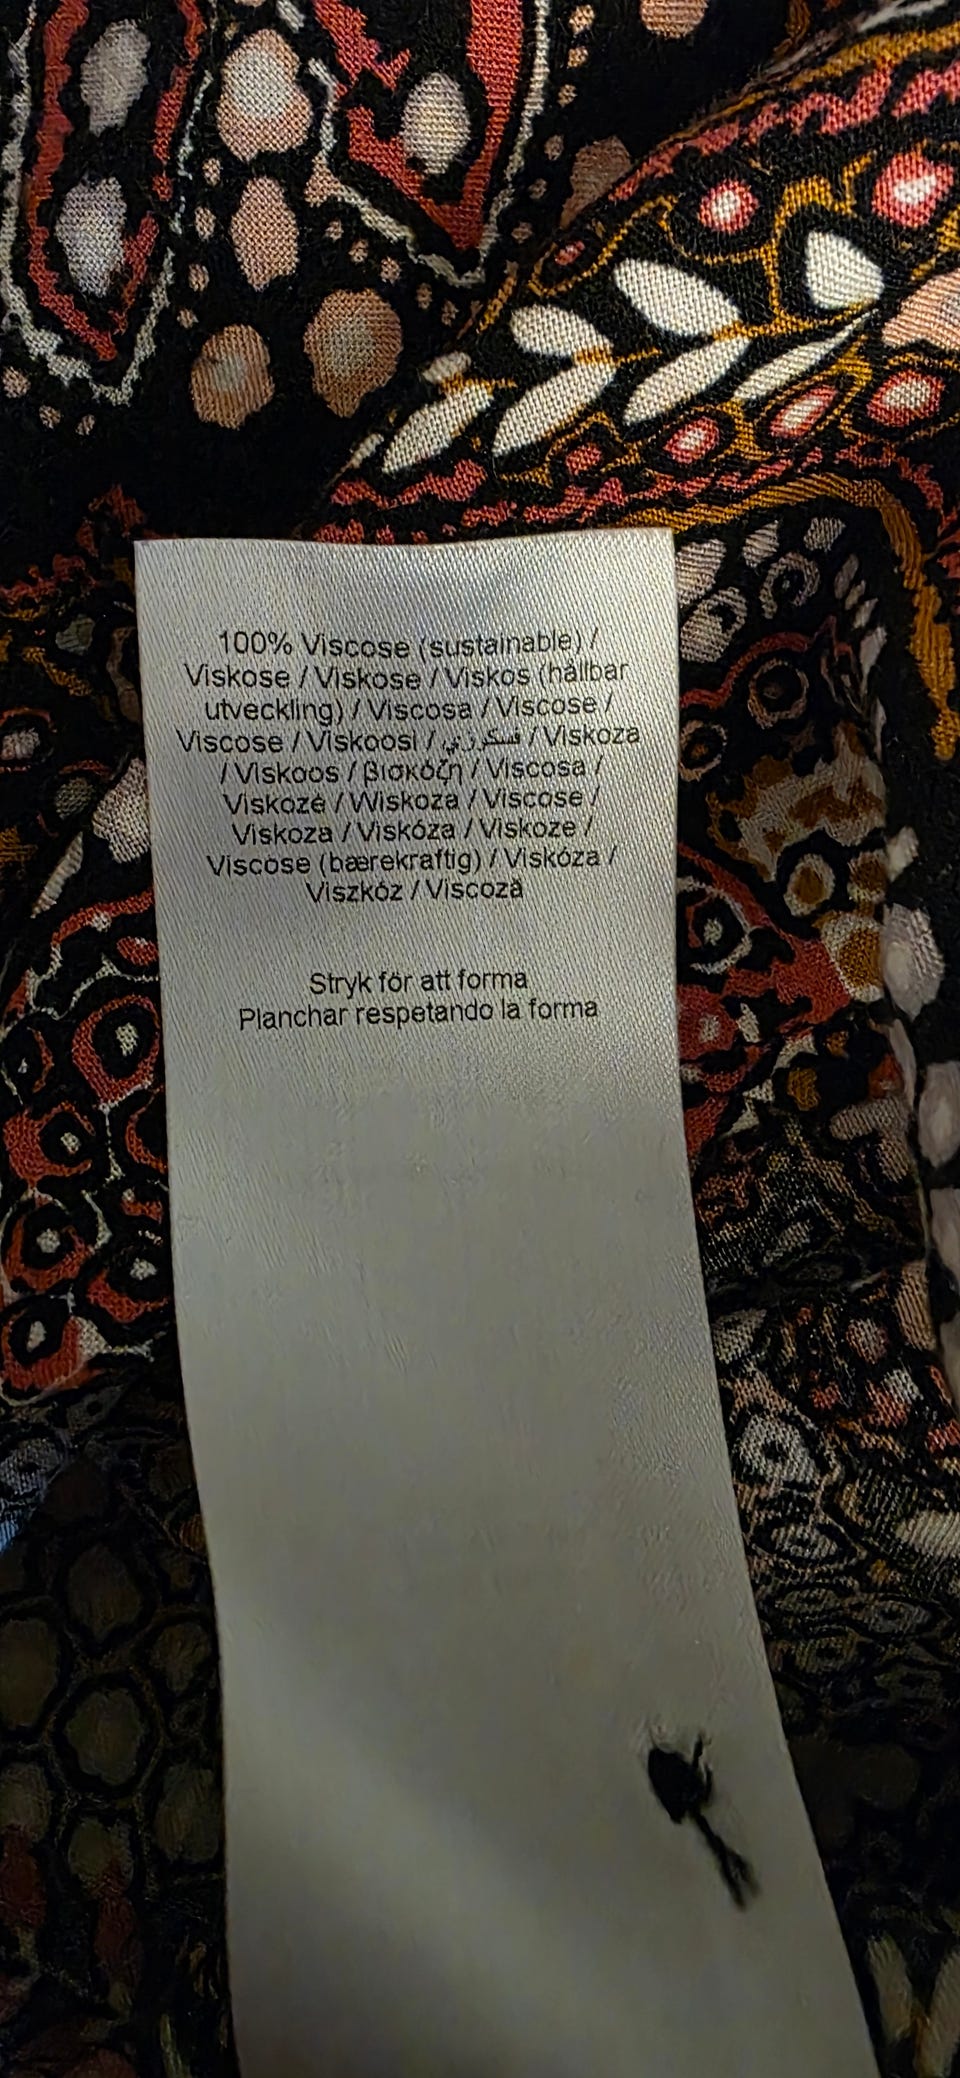 100% Viscose (sustainable) /
Viskose / Viskose / Viskos (hållbar
utveckling) / Viscosa / Viscose /
Viscose / Viskoosi / فسكوزي / Viskoza
/ Viskoos / βισκόζη / Viscosa /
Viskozė / Wiskoza / Viscose /
Viskoza / Viskóza / Viskoze /
Viscose (bærekraftig) / Viskóza /
Viszkóz / Viscoză
Stryk för att forma
Planchar respetando la forma